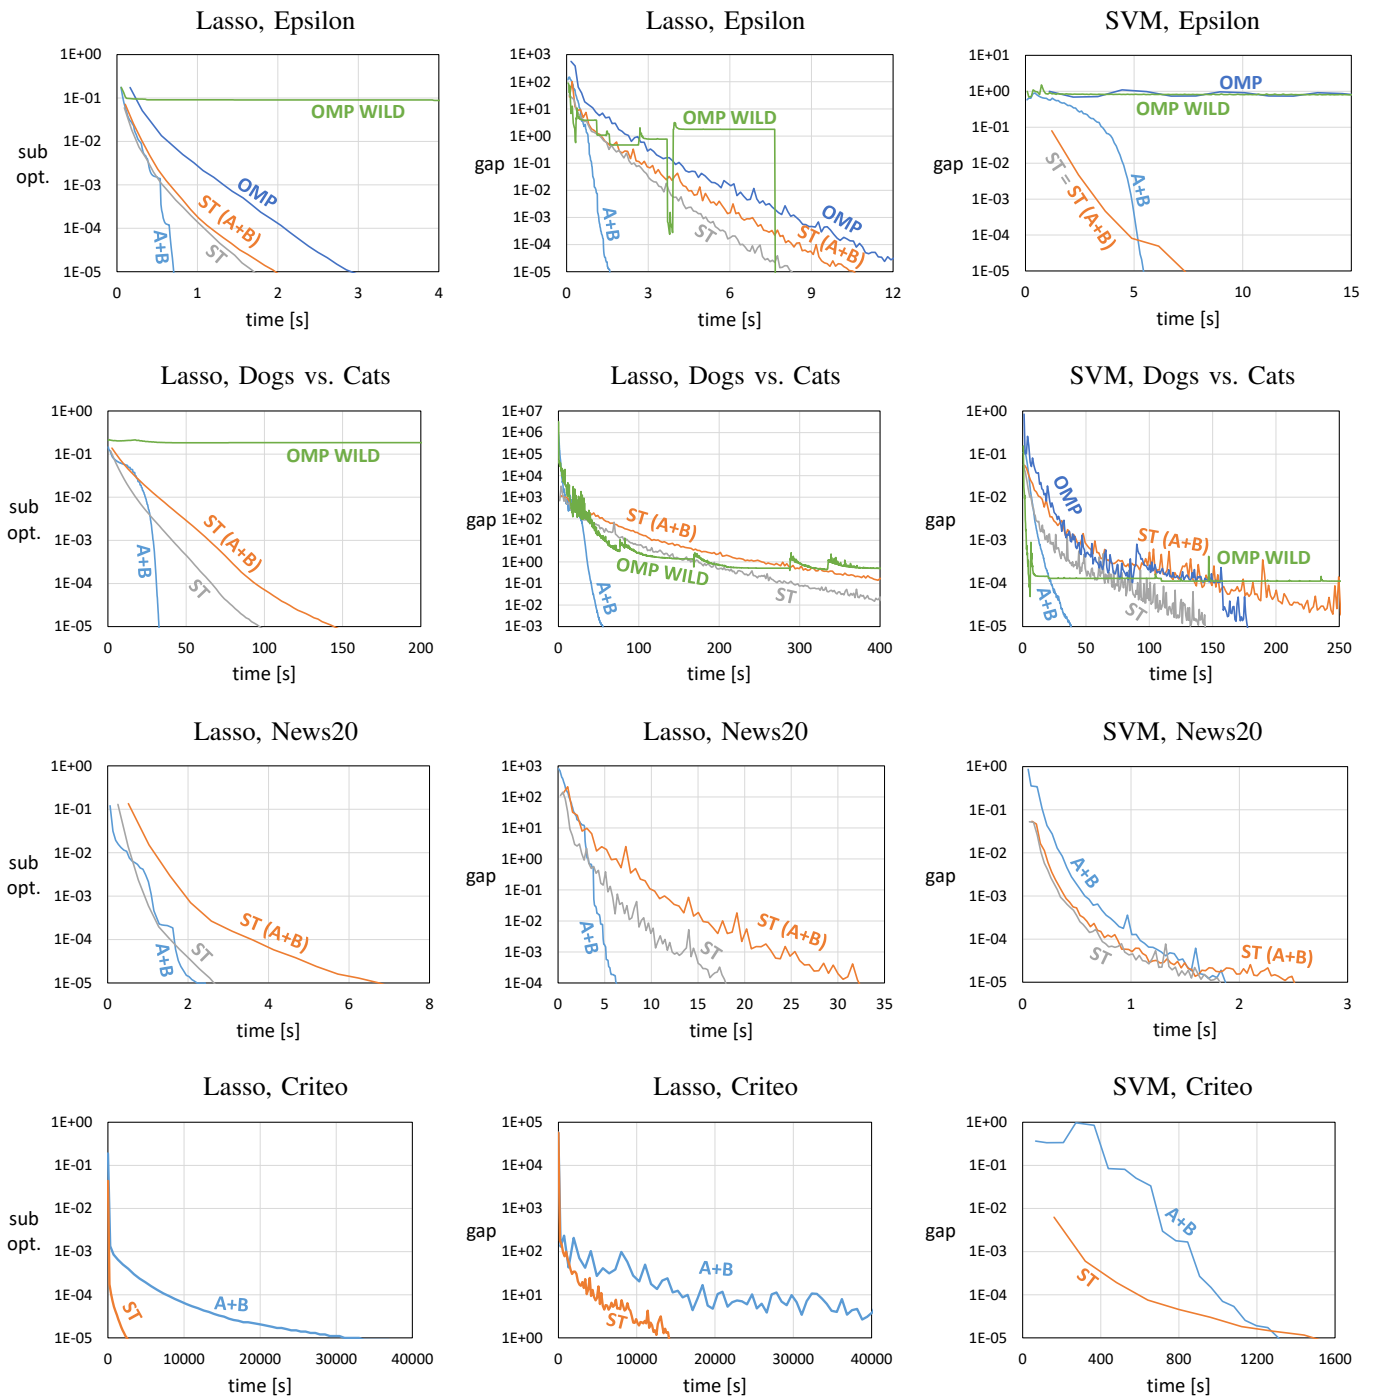 Lasso, Epsilon
1E+00
1E-01
1E-02
1E-03
1E-04
1E-05
sub
opt.
OMP WILD
OMP
ST (A+B)
ST
A+B
0 1 2 3 4
time [s]
Lasso, Epsilon
1E+03
1E+02
1E+01
1E+00
1E-01
1E-02
1E-03
1E-04
1E-05
gap
OMP WILD
OMP
ST (A+B)
ST
A+B
0 3 6 9 12
time [s]
SVM, Epsilon
1E+01
1E+00
1E-01
1E-02
1E-03
1E-04
1E-05
gap
OMP
OMP WILD
A+B
ST = ST (A+B)
0 5 10 15
time [s]
Lasso, Dogs vs. Cats
1E+00
1E-01
1E-02
1E-03
1E-04
1E-05
sub
opt.
OMP WILD
ST (A+B)
A+B
ST
0 50 100 150 200
time [s]
Lasso, Dogs vs. Cats
1E+07
1E+06
1E+05
1E+04
1E+03
1E+02
1E+01
1E+00
1E-01
1E-02
1E-3
gap
ST (A+B)
OMP WILD
ST
A+B
0 100 200 300 400
time [s]
SVM, Dogs vs. Cats
1E+00
1E-01
1E-02
1E-03
1E-04
1E-05
gap
OMP
ST (A+B)
OMP WILD
A+B
ST
0 50 100 150 200 250
time [s]
Lasso, News20
1E+00
1E-01
1E-02
1E-03
1E-04
1E-05
sub
opt.
ST (A+B)
ST
A+B
0 2 4 6 8
time [s]
Lasso, News20
1E+03
1E+02
1E+01
1E+00
1E-01
1E-02
1E-03
1E-04
gap
ST (A+B)
ST
A+B
0 5 10 15 20 25 30 35
time [s]
SVM, News20
1E+00
1E-01
1E-02
1E-03
1E-04
1E-05
gap
A+B
ST (A+B)
ST
0 1 2 3
time [s]
Lasso, Criteo
1E+00
1E-01
1E-02
1E-03
1E-04
1E-05
sub
opt.
A+B
ST
0 10000 20000 30000 40000
time [s]
Lasso, Criteo
1E+05
1E+04
1E+03
1E+02
1E+01
1E+00
gap
A+B
ST
0 10000 20000 30000 40000
time [s]
SVM, Criteo
1E+00
1E-01
1E-02
1E-03
1E-04
1E-05
gap
A+B
ST
0 400 800 1200 1600
time [s]